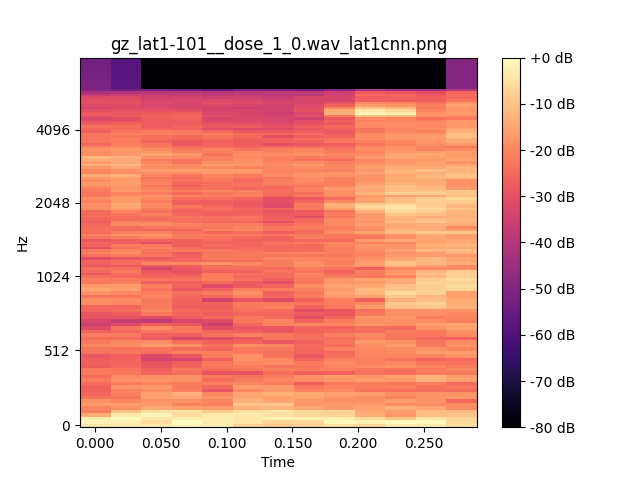 gz_lat1-101__dose_1_0.wav_lat1cnn.png
Hz
4096
2048
1024
512
0
0.000 0.050 0.100 0.150 0.200 0.250
Time
+0 dB
-10 dB
-20 dB
-30 dB
-40 dB
-50 dB
-60 dB
-70 dB
-80 dB